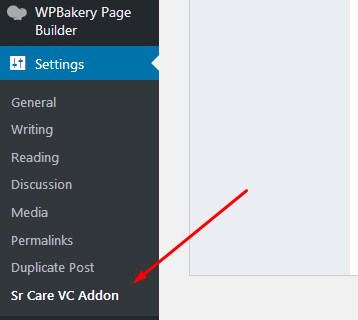 WPBakery Page
Builder
Settings
General
Writing
Reading
Discussion
Media
Permalinks
Duplicate Post
Sr Care VC Addon